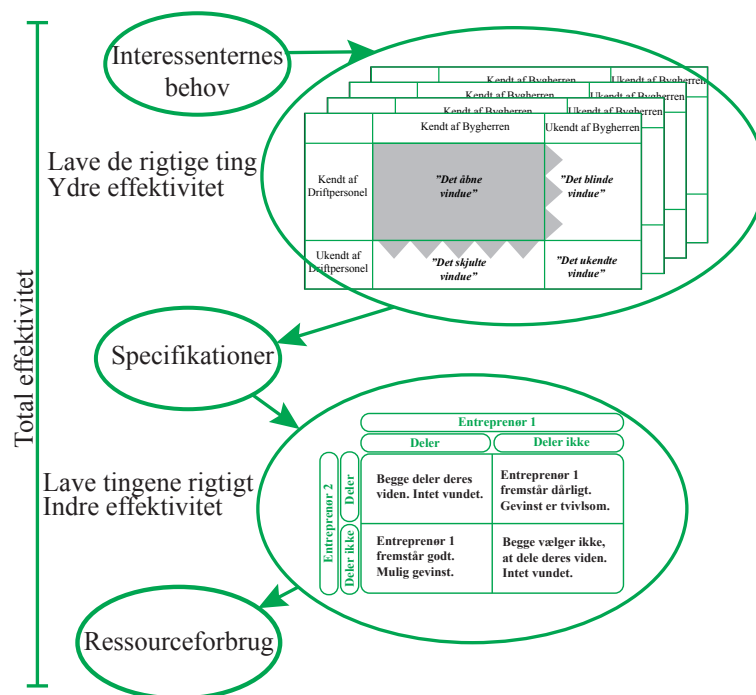 Interessenternes
behov
Kendt af Bygherren
Ukendt af Bygherren
Kendt af Bygherren
Ukendt af Bygherren
Kendt af Bygherren
Ukendt af Bygherren
Kendt af Bygherren
Ukendt af Bygherren
Lave de rigtige ting
Ydre effektivitet
Kendt af
Driftpersonel
”Det åbne
vindue”
”Det blinde
vindue”
Ukendt af
Driftpersonel
”Det skjulte
vindue”
”Det ukendte
vindue”
Total effektivitet
Specifikationer
Lave tingene rigtigt
Indre effektivitet
Entreprenør 1
Deler
Deler ikke
Entreprenør 2
Deler
Deler ikke
Begge deler deres
viden. Intet vundet.
Entreprenør 1
fremstår dårligt.
Gevinst er tvivlsom.
Entreprenør 1
fremstår godt.
Mulig gevinst.
Begge vælger ikke,
at dele deres viden.
Intet vundet.
Ressourceforbrug